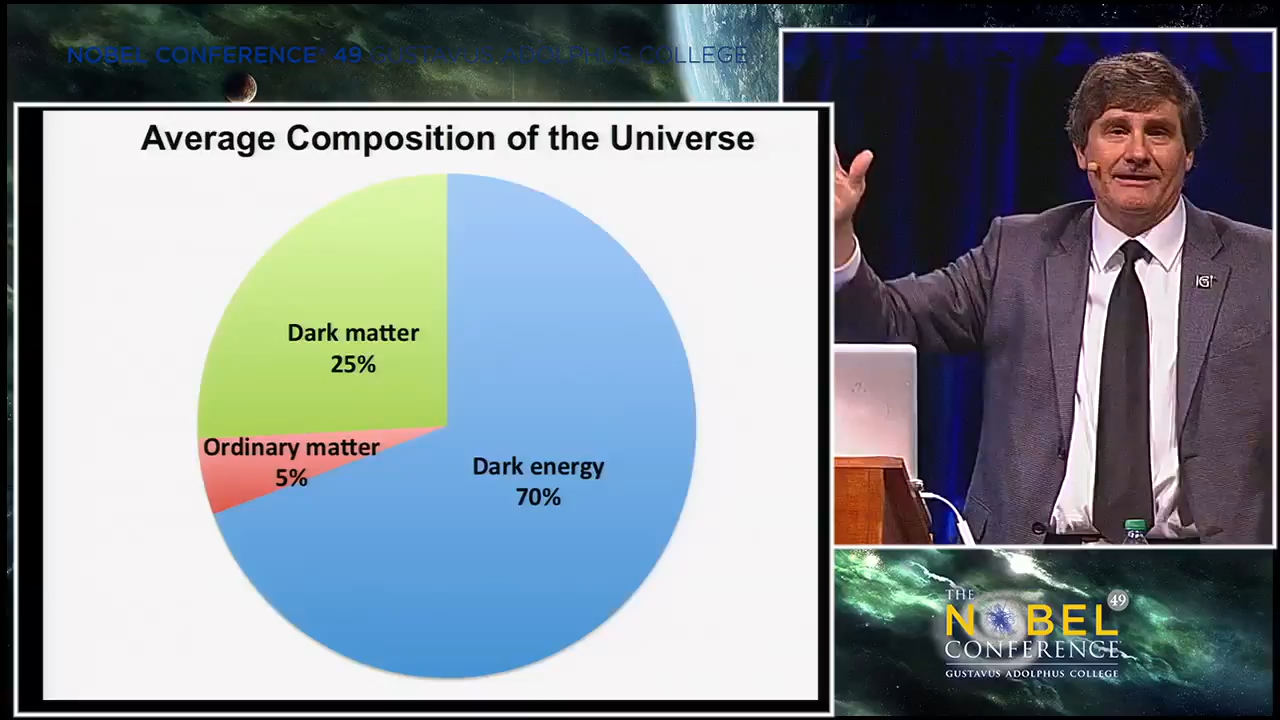 NOBEL CONFERENCE® 49 GUSTAVUS ADOLPHUS COLLEGE
Average Composition of the Universe
Dark matter
25%
Ordinary matter
5%
Dark energy
70%
THE
NOBEL
49
CONFERENCE
GUSTAVUS ADOLPHUS COLLEGE